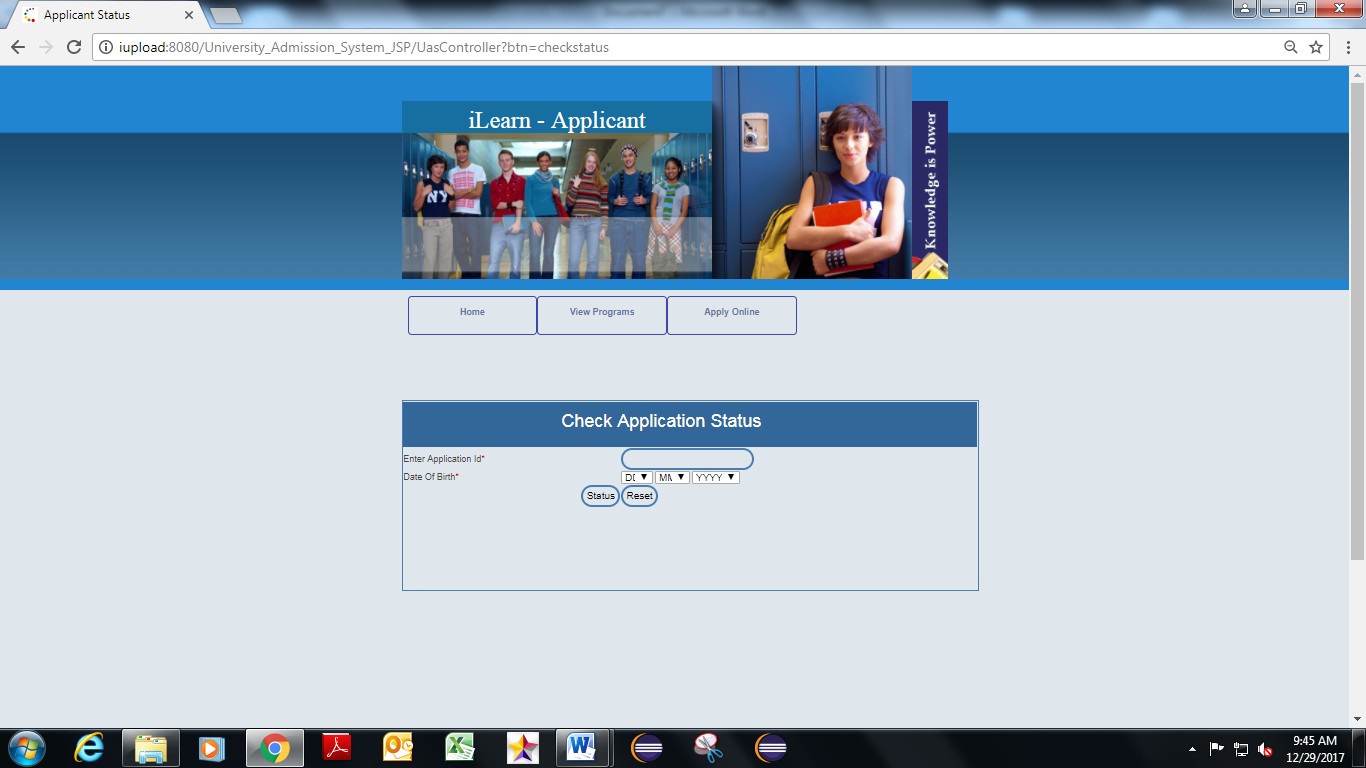 Applicant Status
iupload:8080/University_Admission_System_JSP/UasController?btn=checkstatus
iLearn - Applicant
NY
Knowledge is Power
Home View Programs Apply Online
Check Application Status
Enter Application Id*
Date Of Birth* DD MM YYYY
Status Reset
9:45 AM
12/29/2017